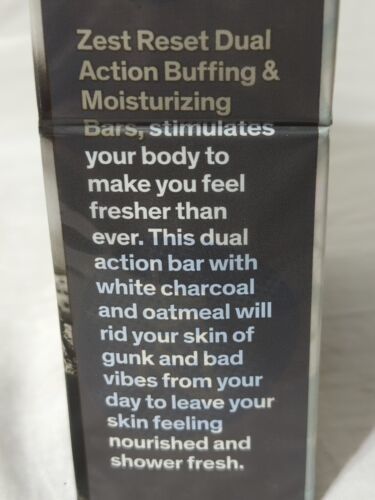 Zest Reset Dual
Action Buffing &
Moisturizing
Bars, stimulates
your body to
make you feel
fresher than
ever. This dual
action bar with
white charcoal
and oatmeal will
rid your skin of
gunk and bad
vibes from your
day to leave your
skin feeling
nourished and
shower fresh.